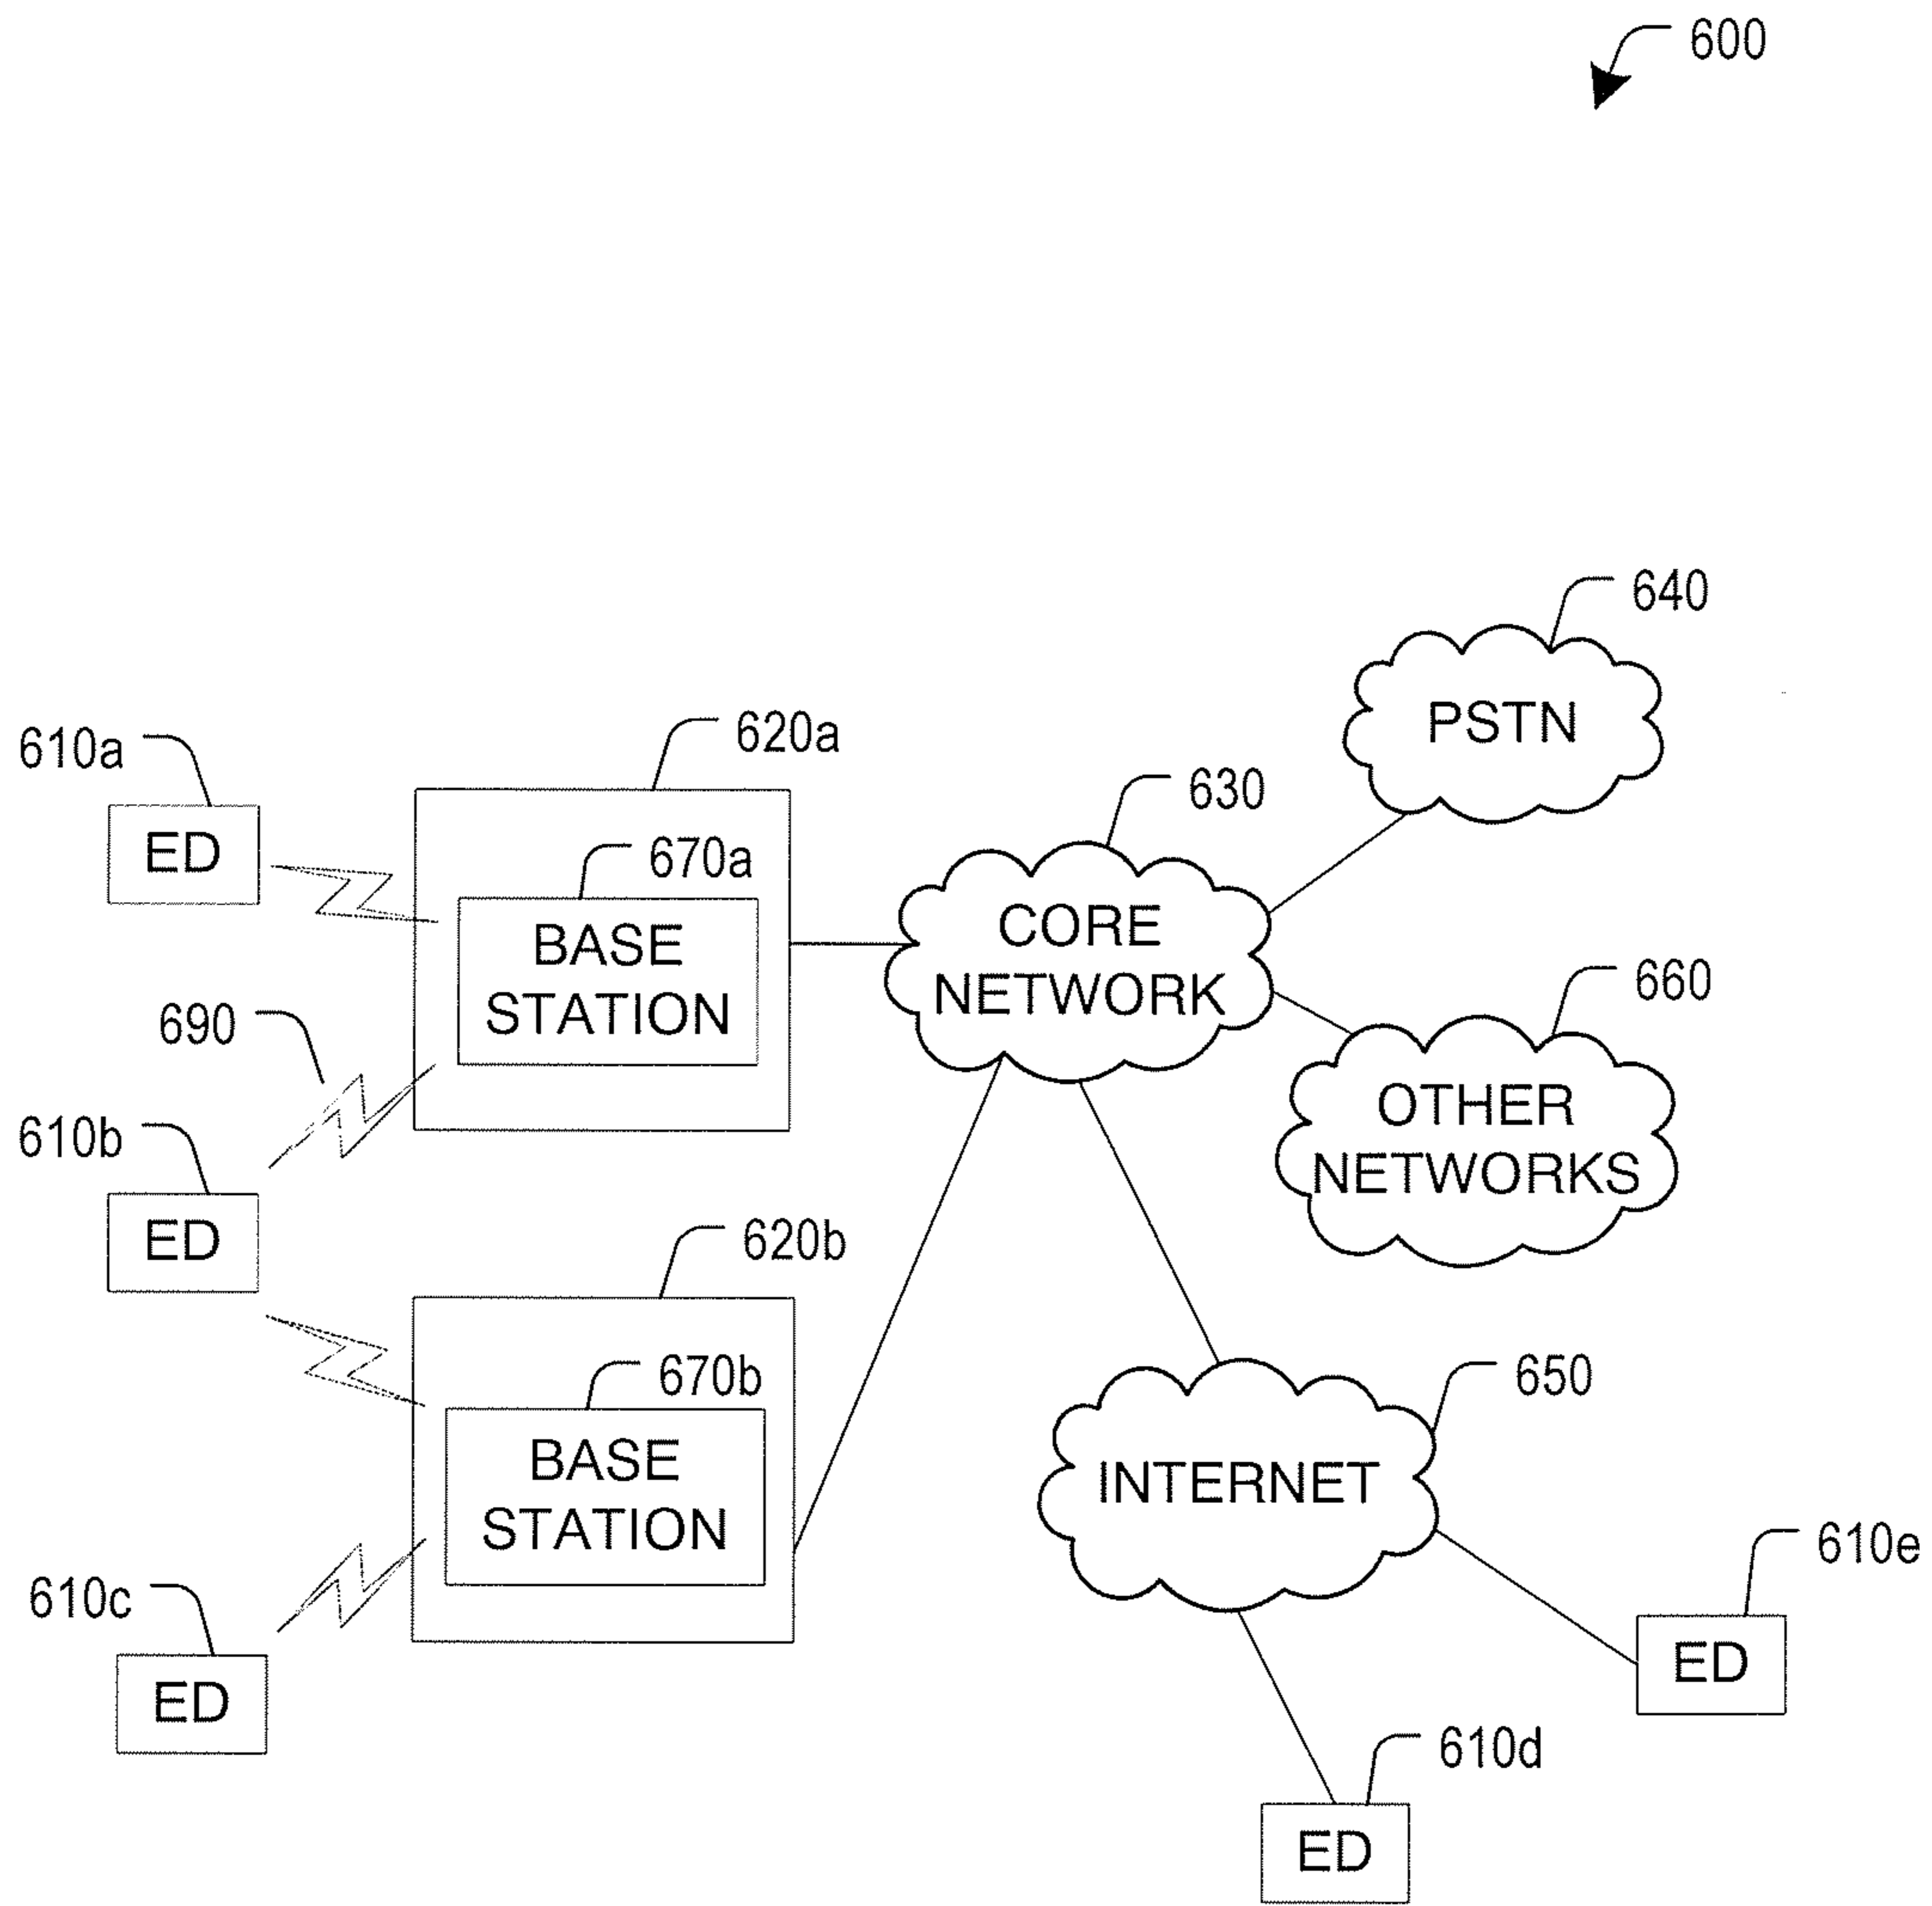 600
640
PSTN
620a
610a
ED
630
670a
BASE
STATION
CORE
NETWORK
660
OTHER
NETWORKS
690
610b
ED
620b
670b
BASE
STATION
650
INTERNET
610e
ED
610c
ED
610d
ED